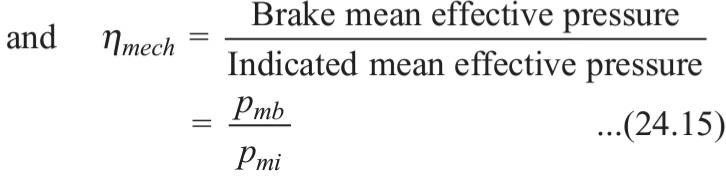 and η_mech = Brake mean effective pressure / Indicated mean effective pressure
= p_mb / p_mi ...(24.15)